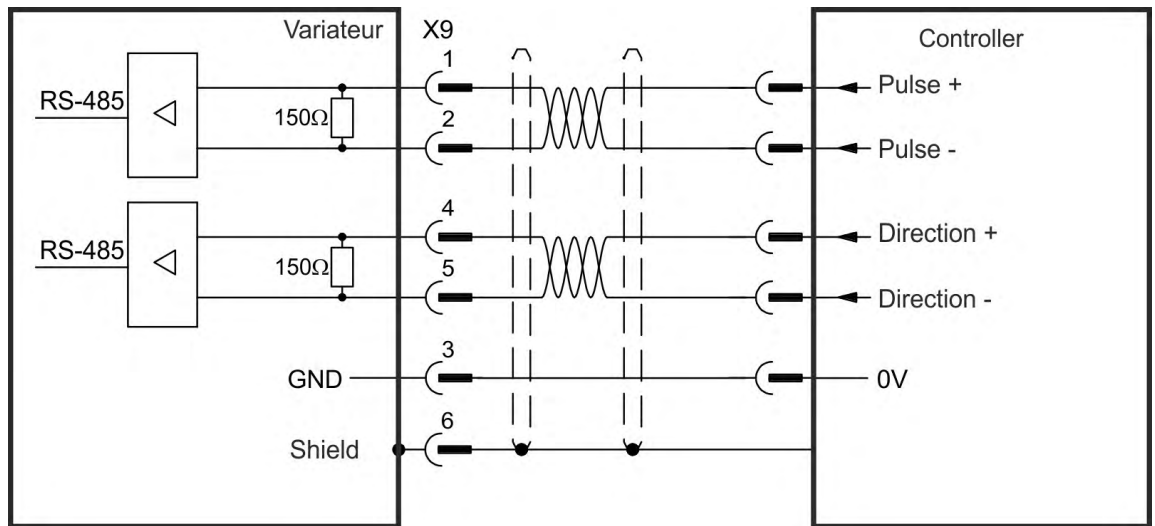 Variateur
X9
Controller
1
RS-485
150Ω
Pulse +
2
Pulse -
4
RS-485
150Ω
Direction +
5
Direction -
3
GND
0V
6
Shield